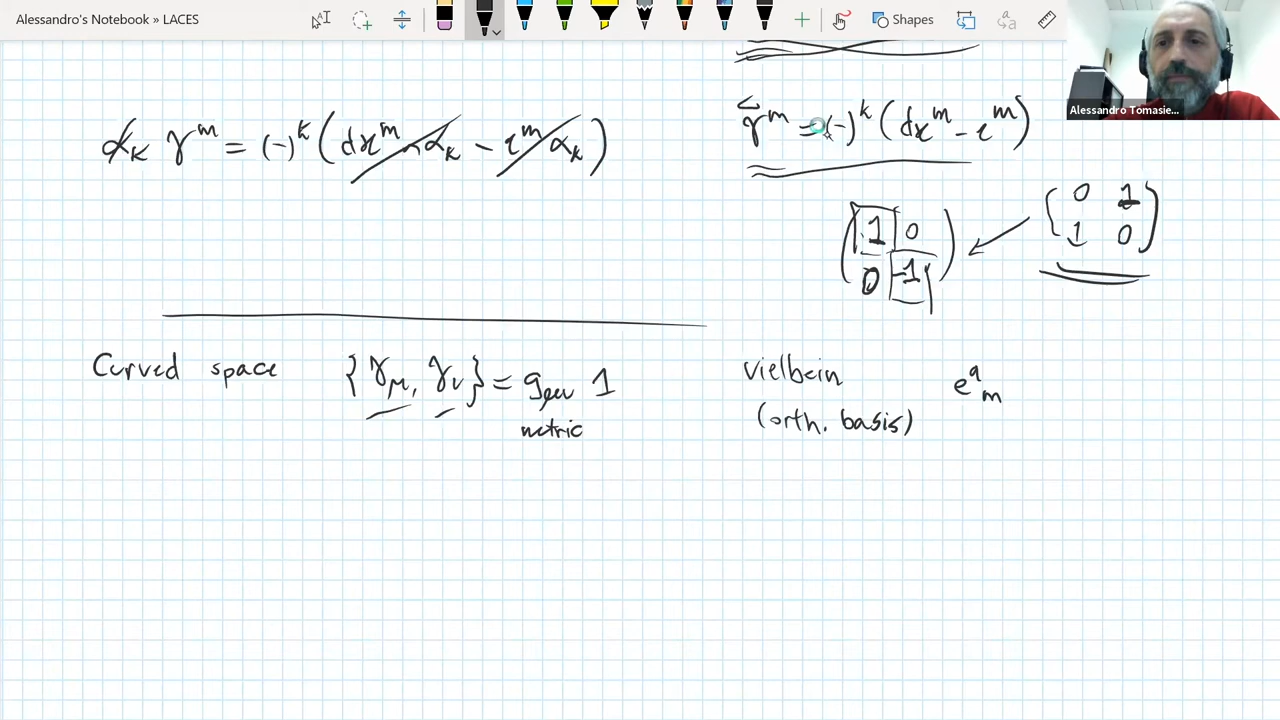 Alessandro's Notebook » LACES
Shapes
Alessandro Tomasie...
α̸_K γ^m = (-)^k (dx^m ∧ α_k - ι^m α_k)
γ^m = (-)^k (dx^m - ι^m)
1 0
0 -1
0 1
1 0
Curved space {γ_μ, γ_ν} = g_μν 1
metric
vielbein e^a_m
(orth. basis)